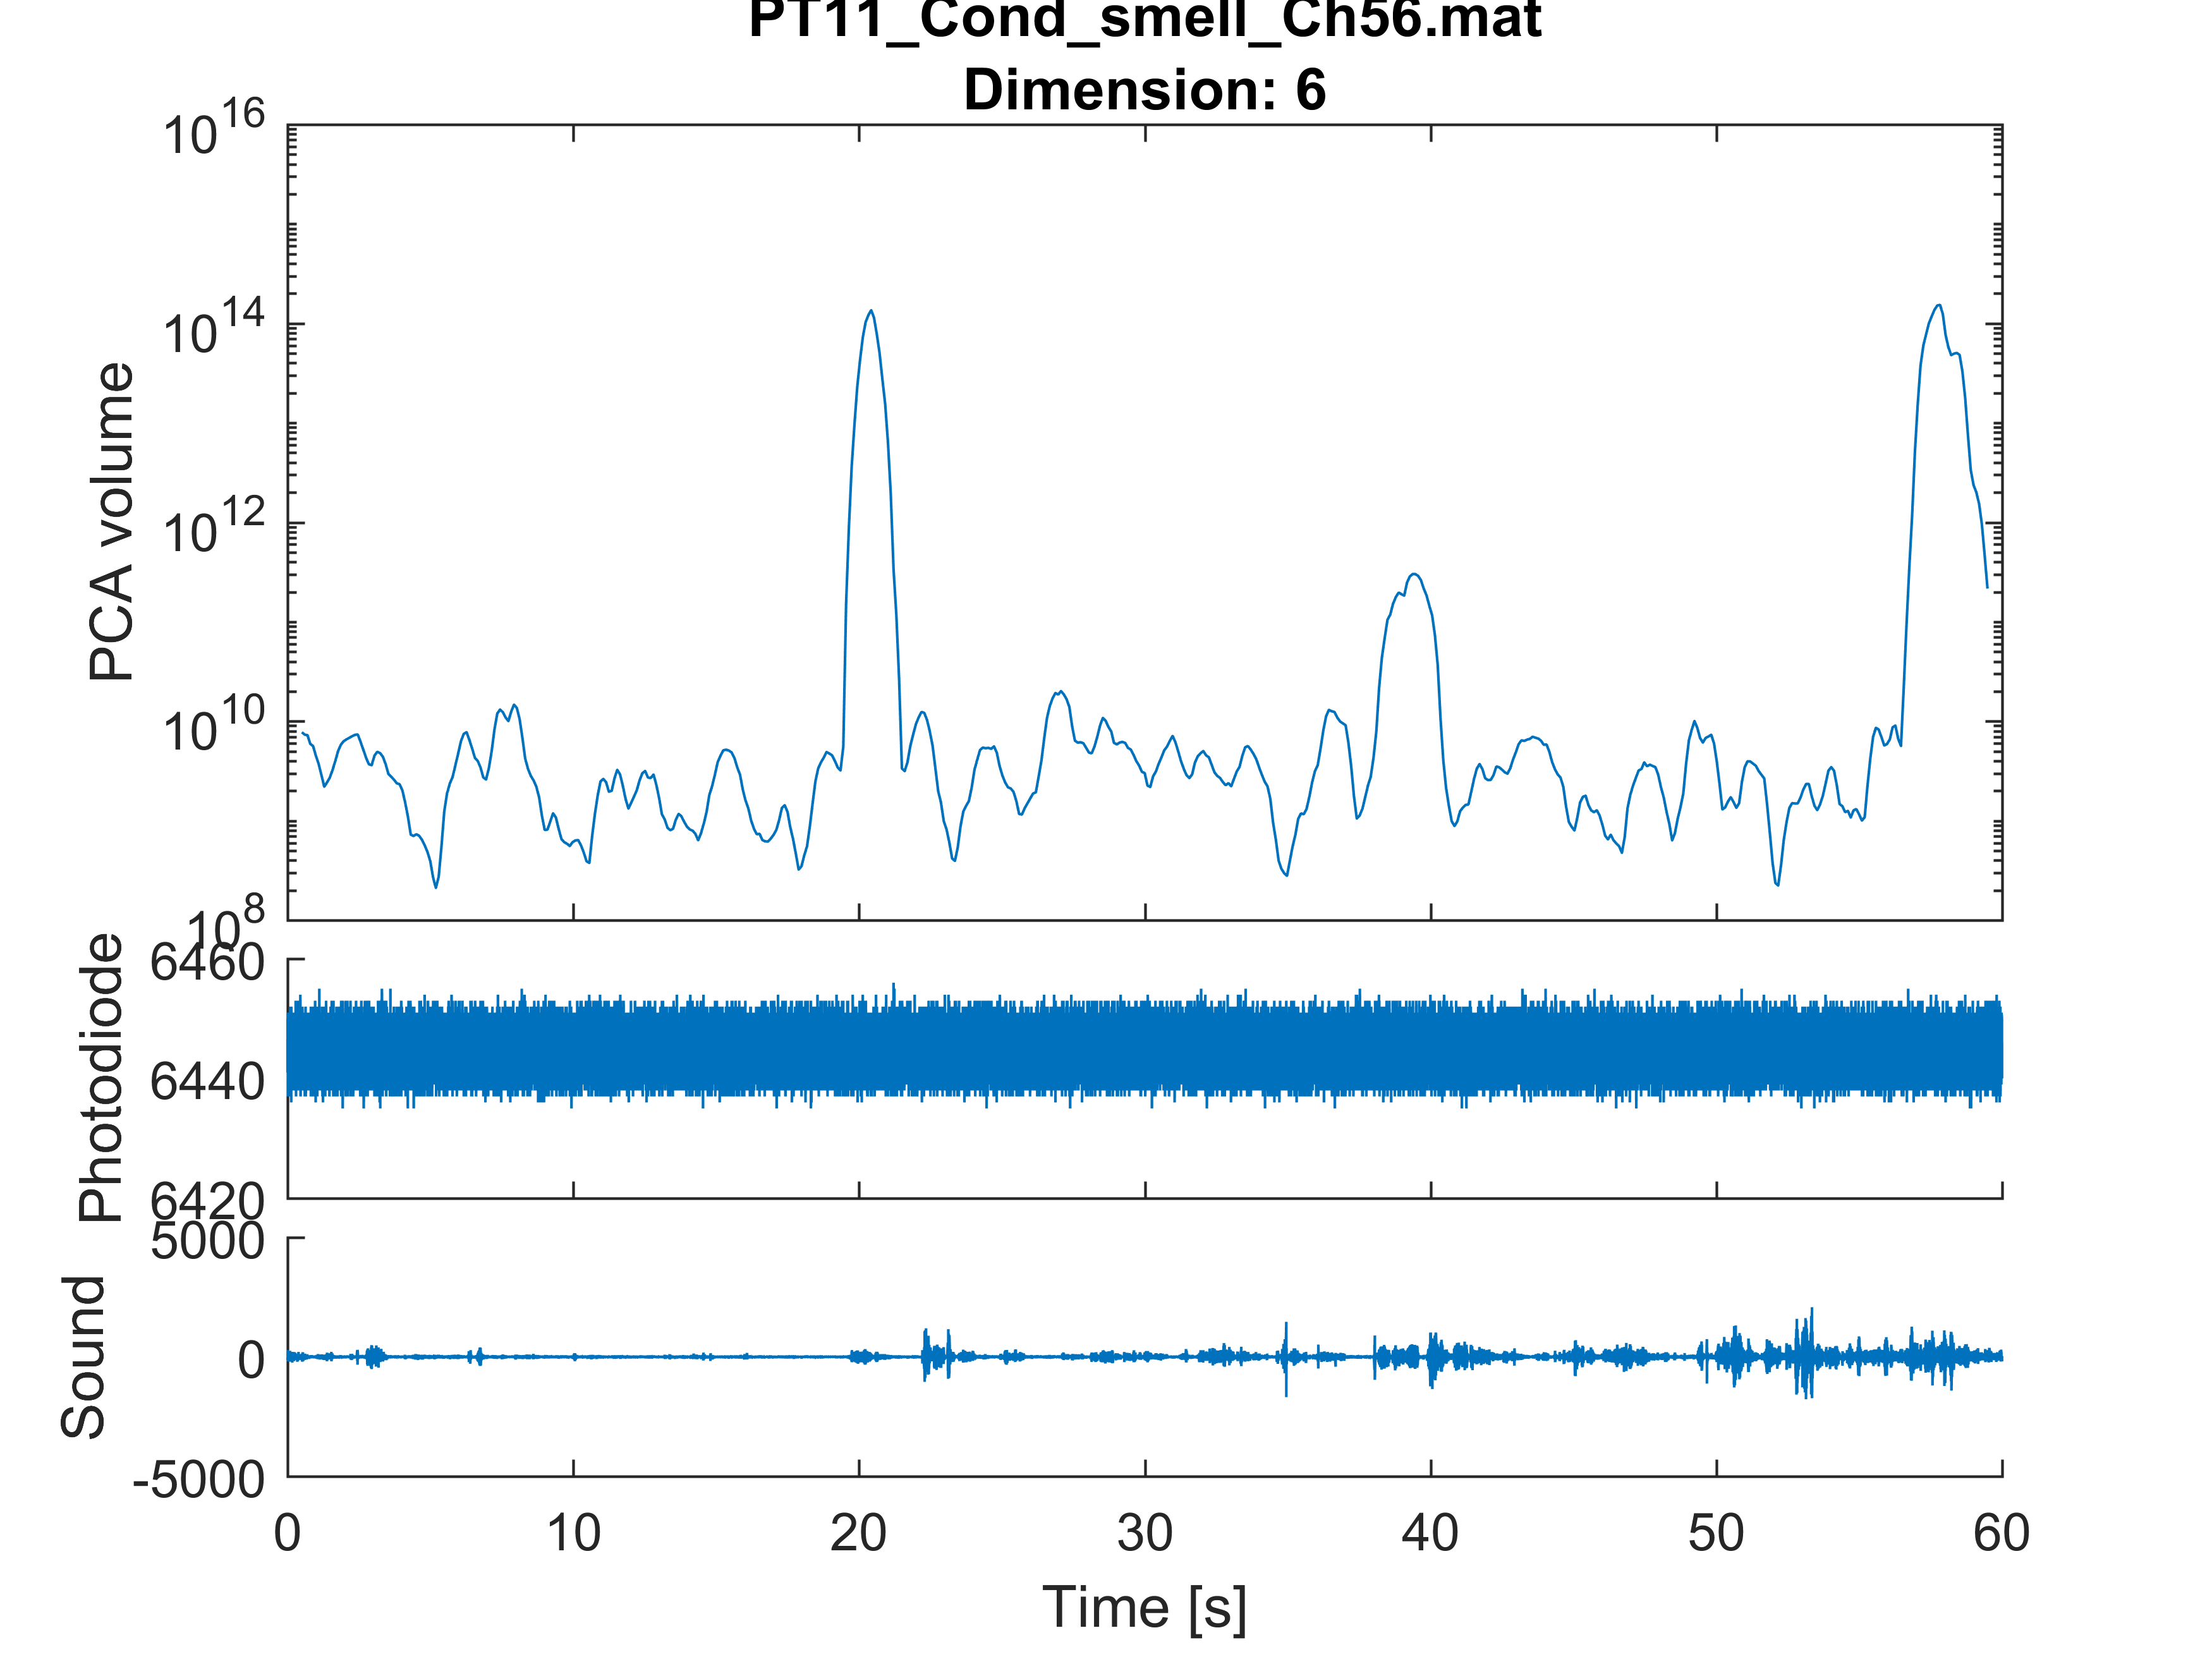 PT11_Cond_smell_Ch56.mat
Dimension: 6
PCA volume
10^16
10^14
10^12
10^10
10^8
Photodiode
6460
6440
6420
Sound
5000
0
-5000
0 10 20 30 40 50 60
Time [s]